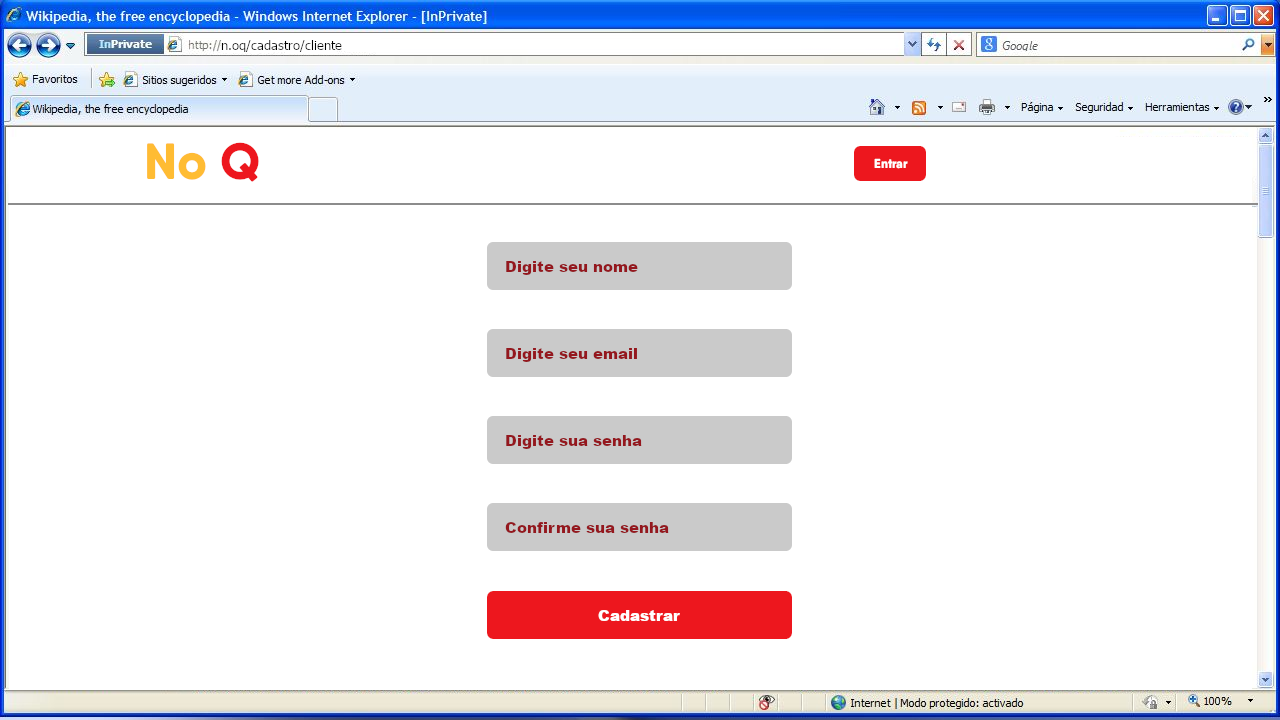 Wikipedia, the free encyclopedia - Windows Internet Explorer - [InPrivate]
InPrivate http://n.oq/cadastro/cliente Google
Favoritos Sitios sugeridos Get more Add-ons
Wikipedia, the free encyclopedia Página Seguridad Herramientas
No Q Entrar
Digite seu nome
Digite seu email
Digite sua senha
Confirme sua senha
Cadastrar
Internet | Modo protegido: activado 100%